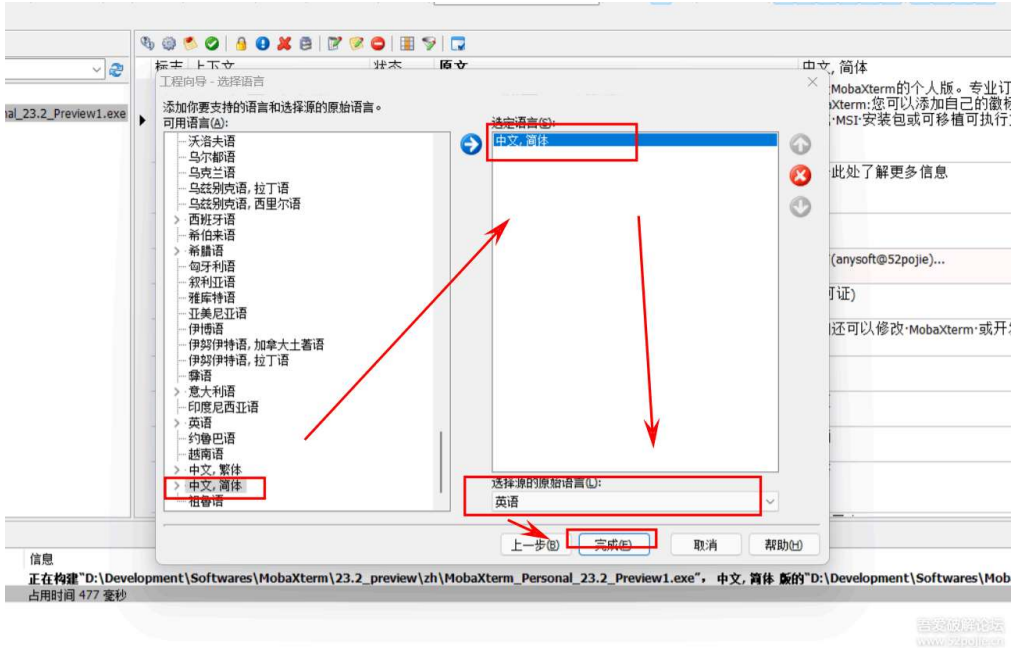 标志 上下文 状态 原文 中文, 简体
工程向导 - 选择语言
MobaXterm的个人版。专业订
添加你要支持的语言和选择源的原始语言。
Xterm:您可以添加自己的徽标
可用语言(A):
选定语言(S):
·MSI·安装包或可移植可执行
nal_23.2_Preview1.exe
沃洛夫语
中文, 简体
乌尔都语
乌克兰语
此处了解更多信息
乌兹别克语, 拉丁语
乌兹别克语, 西里尔语
西班牙语
希伯来语
希腊语
(anysoft@52pojie)...
匈牙利语
叙利亚语
可证)
雅库特语
亚美尼亚语
还可以修改·MobaXterm·或开发
伊博语
伊努伊特语, 加拿大土著语
伊努伊特语, 拉丁语
彝语
意大利语
印度尼西亚语
英语
约鲁巴语
越南语
中文, 繁体
中文, 简体
选择源的原始语言(L):
祖鲁语
英语
上一步(B) 完成(F) 取消 帮助(H)
信息
正在构建"D:\Development\Softwares\MobaXterm\23.2_preview\zh\MobaXterm_Personal_23.2_Preview1.exe", 中文, 简体 版的"D:\Development\Softwares\Mob
占用时间 477 毫秒
吾爱破解论坛
www.52pojie.cn